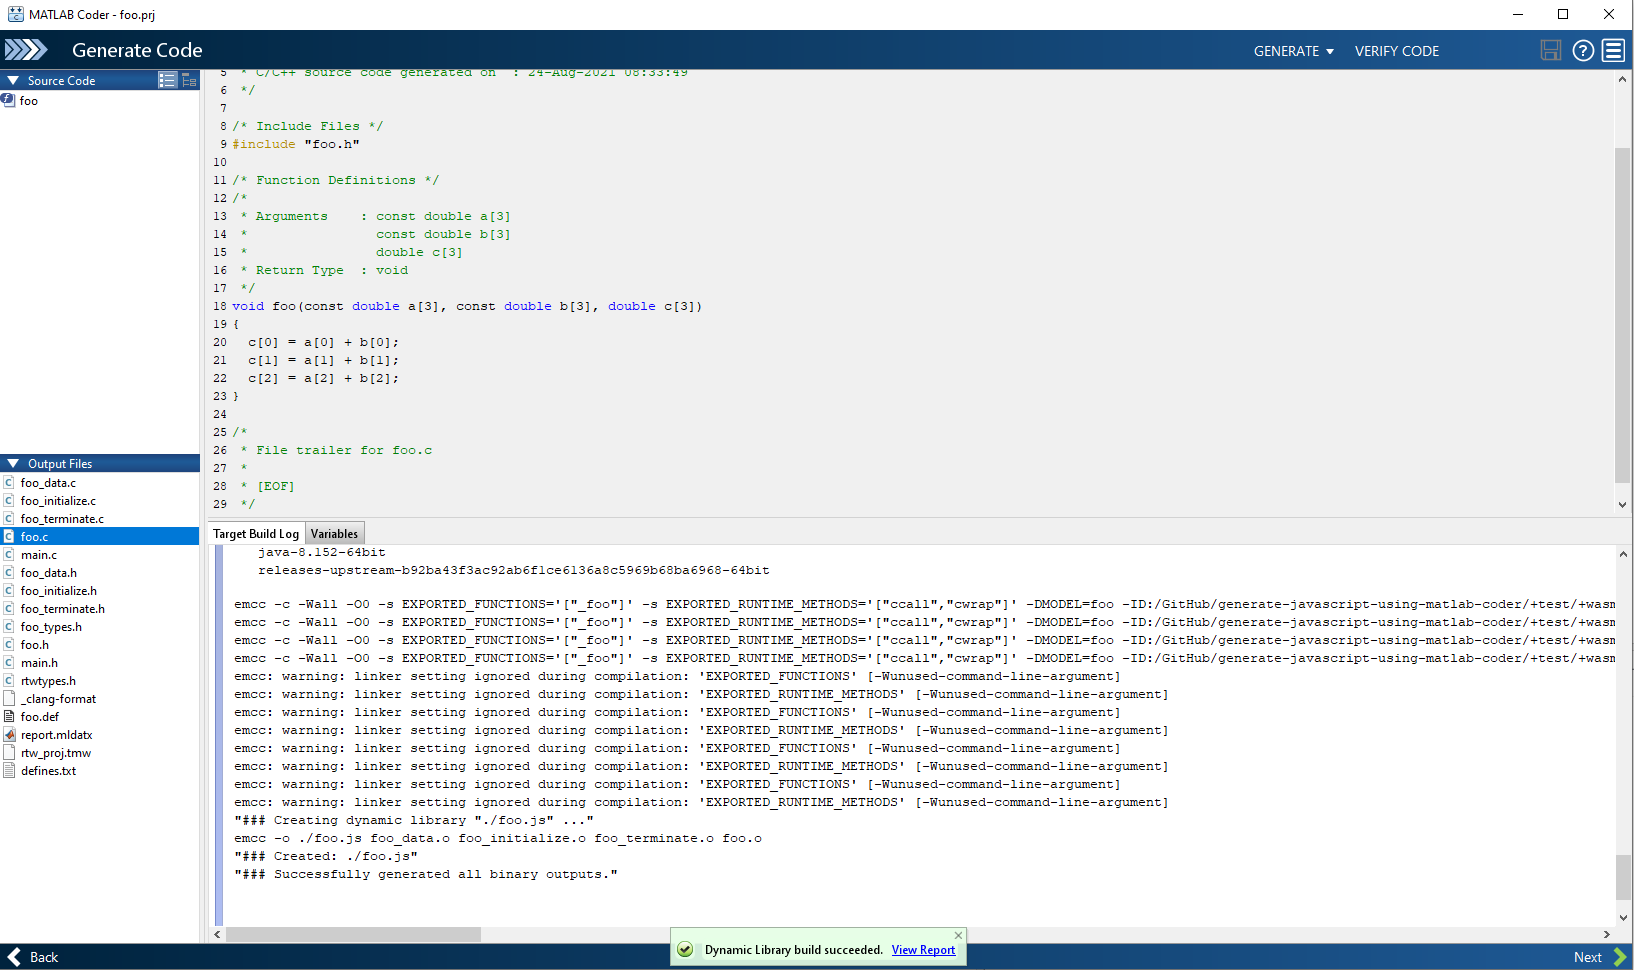 MATLAB Coder - foo.prj
Generate Code
GENERATE
VERIFY CODE
Source Code
foo
5 * C/C++ source code generated on : 24-Aug-2021 08:33:49
6 */
7
8 /* Include Files */
9 #include "foo.h"
10
11 /* Function Definitions */
12 /*
13 * Arguments : const double a[3]
14 * const double b[3]
15 * double c[3]
16 * Return Type : void
17 */
18 void foo(const double a[3], const double b[3], double c[3])
19 {
20 c[0] = a[0] + b[0];
21 c[1] = a[1] + b[1];
22 c[2] = a[2] + b[2];
23 }
24
25 /*
26 * File trailer for foo.c
27 *
28 * [EOF]
29 */
Output Files
foo_data.c
foo_initialize.c
foo_terminate.c
foo.c
main.c
foo_data.h
foo_initialize.h
foo_terminate.h
foo_types.h
foo.h
main.h
rtwtypes.h
_clang-format
foo.def
report.mldatx
rtw_proj.tmw
defines.txt
Target Build Log
Variables
java-8.152-64bit
releases-upstream-b92ba43f3ac92ab6f1ce6136a8c5969b68ba6968-64bit
emcc -c -Wall -O0 -s EXPORTED_FUNCTIONS='["_foo"]' -s EXPORTED_RUNTIME_METHODS='["ccall","cwrap"]' -DMODEL=foo -ID:/GitHub/generate-javascript-using-matlab-coder/+test/+wasm
emcc -c -Wall -O0 -s EXPORTED_FUNCTIONS='["_foo"]' -s EXPORTED_RUNTIME_METHODS='["ccall","cwrap"]' -DMODEL=foo -ID:/GitHub/generate-javascript-using-matlab-coder/+test/+wasm
emcc -c -Wall -O0 -s EXPORTED_FUNCTIONS='["_foo"]' -s EXPORTED_RUNTIME_METHODS='["ccall","cwrap"]' -DMODEL=foo -ID:/GitHub/generate-javascript-using-matlab-coder/+test/+wasm
emcc -c -Wall -O0 -s EXPORTED_FUNCTIONS='["_foo"]' -s EXPORTED_RUNTIME_METHODS='["ccall","cwrap"]' -DMODEL=foo -ID:/GitHub/generate-javascript-using-matlab-coder/+test/+wasm
emcc: warning: linker setting ignored during compilation: 'EXPORTED_FUNCTIONS' [-Wunused-command-line-argument]
emcc: warning: linker setting ignored during compilation: 'EXPORTED_RUNTIME_METHODS' [-Wunused-command-line-argument]
emcc: warning: linker setting ignored during compilation: 'EXPORTED_FUNCTIONS' [-Wunused-command-line-argument]
emcc: warning: linker setting ignored during compilation: 'EXPORTED_RUNTIME_METHODS' [-Wunused-command-line-argument]
emcc: warning: linker setting ignored during compilation: 'EXPORTED_FUNCTIONS' [-Wunused-command-line-argument]
emcc: warning: linker setting ignored during compilation: 'EXPORTED_RUNTIME_METHODS' [-Wunused-command-line-argument]
emcc: warning: linker setting ignored during compilation: 'EXPORTED_FUNCTIONS' [-Wunused-command-line-argument]
emcc: warning: linker setting ignored during compilation: 'EXPORTED_RUNTIME_METHODS' [-Wunused-command-line-argument]
"### Creating dynamic library "./foo.js" ..."
emcc -o ./foo.js foo_data.o foo_initialize.o foo_terminate.o foo.o
"### Created: ./foo.js"
"### Successfully generated all binary outputs."
Dynamic Library build succeeded. View Report
Back
Next